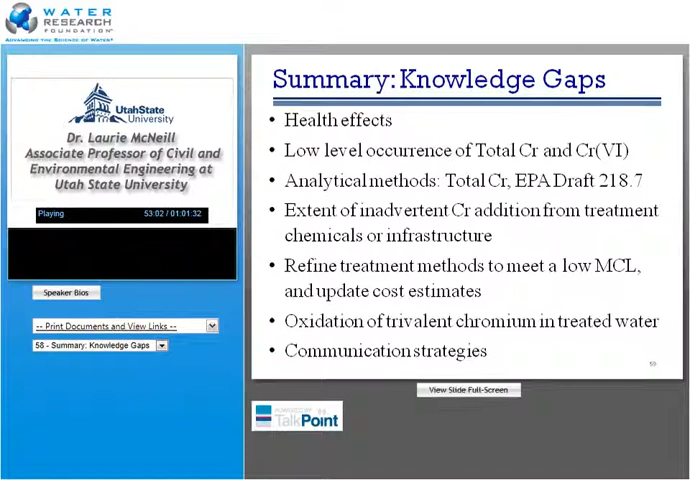 WATER
RESEARCH
FOUNDATION
ADVANCING THE SCIENCE OF WATER®
UtahState
University
Dr. Laurie McNeill
Associate Professor of Civil and
Environmental Engineering at
Utah State University
Playing 53:02 / 01:01:32
Speaker Bios
-- Print Documents and View Links --
58 - Summary: Knowledge Gaps
Summary: Knowledge Gaps
• Health effects
• Low level occurrence of Total Cr and Cr(VI)
• Analytical methods: Total Cr, EPA Draft 218.7
• Extent of inadvertent Cr addition from treatment
chemicals or infrastructure
• Refine treatment methods to meet a low MCL,
and update cost estimates
• Oxidation of trivalent chromium in treated water
• Communication strategies
59
View Slide Full-Screen
POWERED BY
TalkPoint